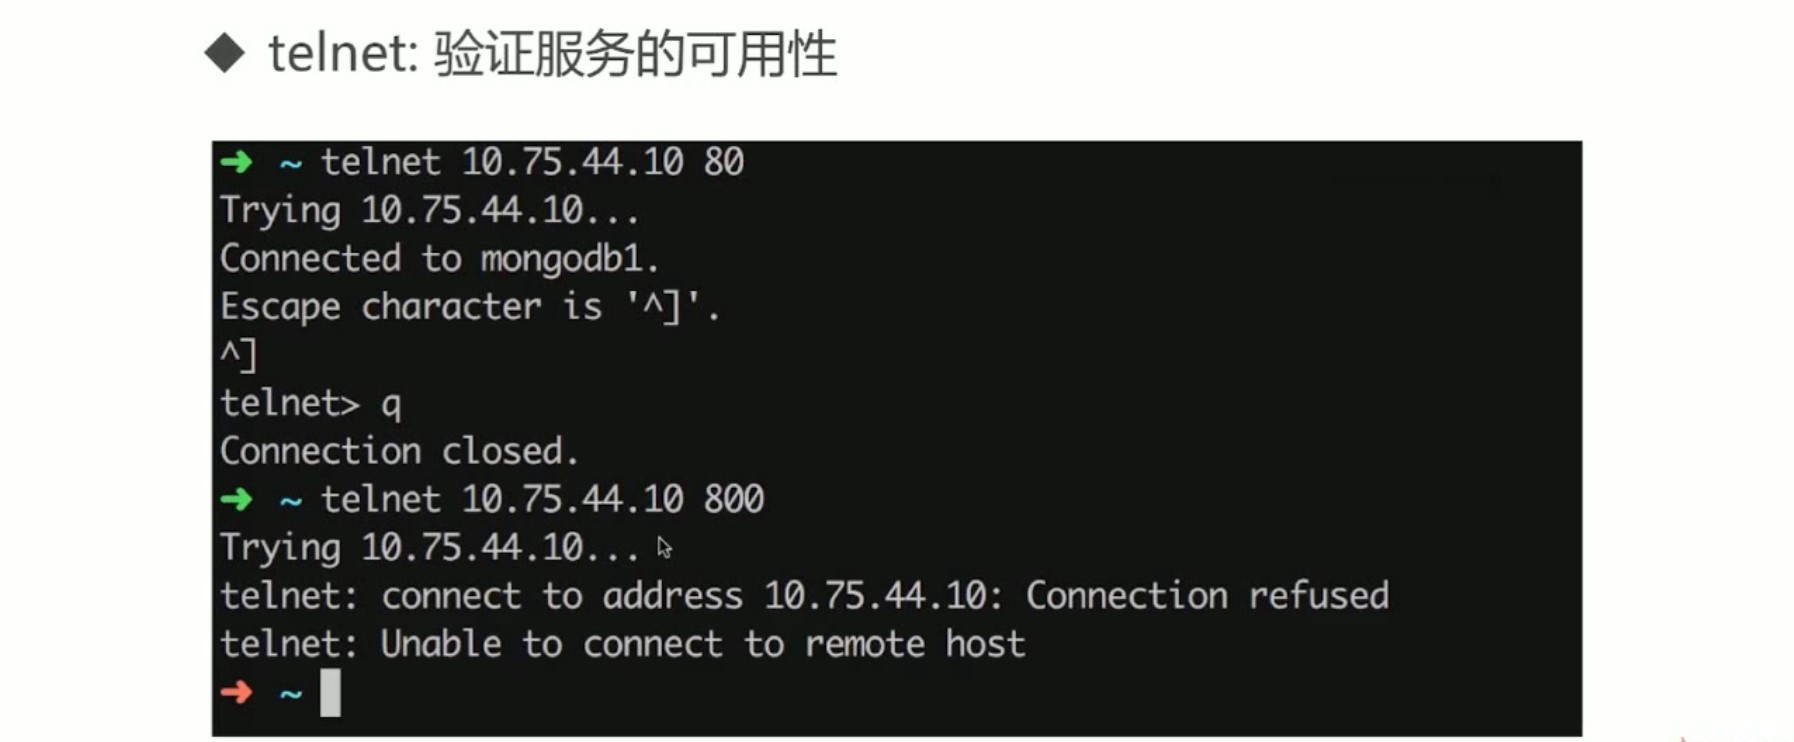 ◆ telnet: 验证服务的可用性
➜ ~ telnet 10.75.44.10 80
Trying 10.75.44.10...
Connected to mongodb1.
Escape character is '^]'.
^]
telnet> q
Connection closed.
➜ ~ telnet 10.75.44.10 800
Trying 10.75.44.10...
telnet: connect to address 10.75.44.10: Connection refused
telnet: Unable to connect to remote host
➜ ~